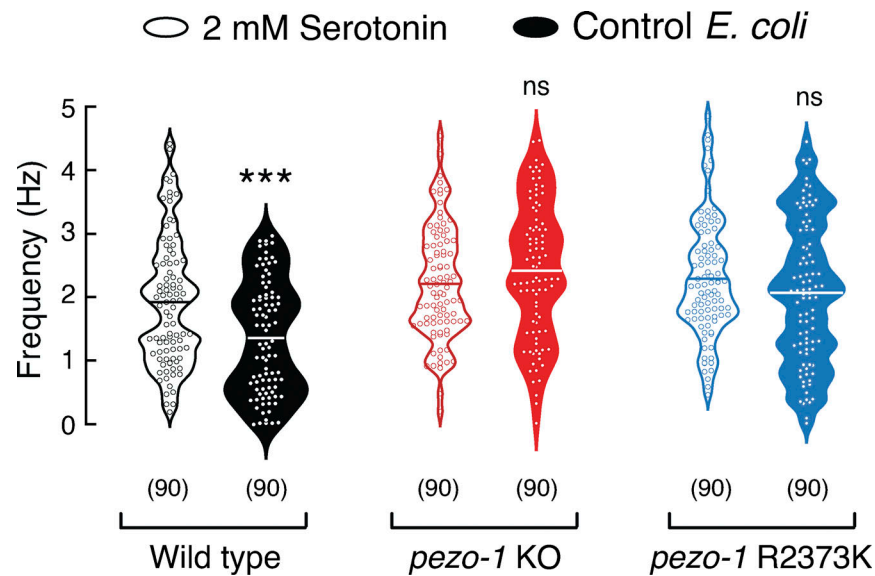 2 mM Serotonin Control E. coli
ns
ns
***
Frequency (Hz)
5
4
3
2
1
0
(90) (90) (90) (90) (90) (90)
Wild type pezo-1 KO pezo-1 R2373K